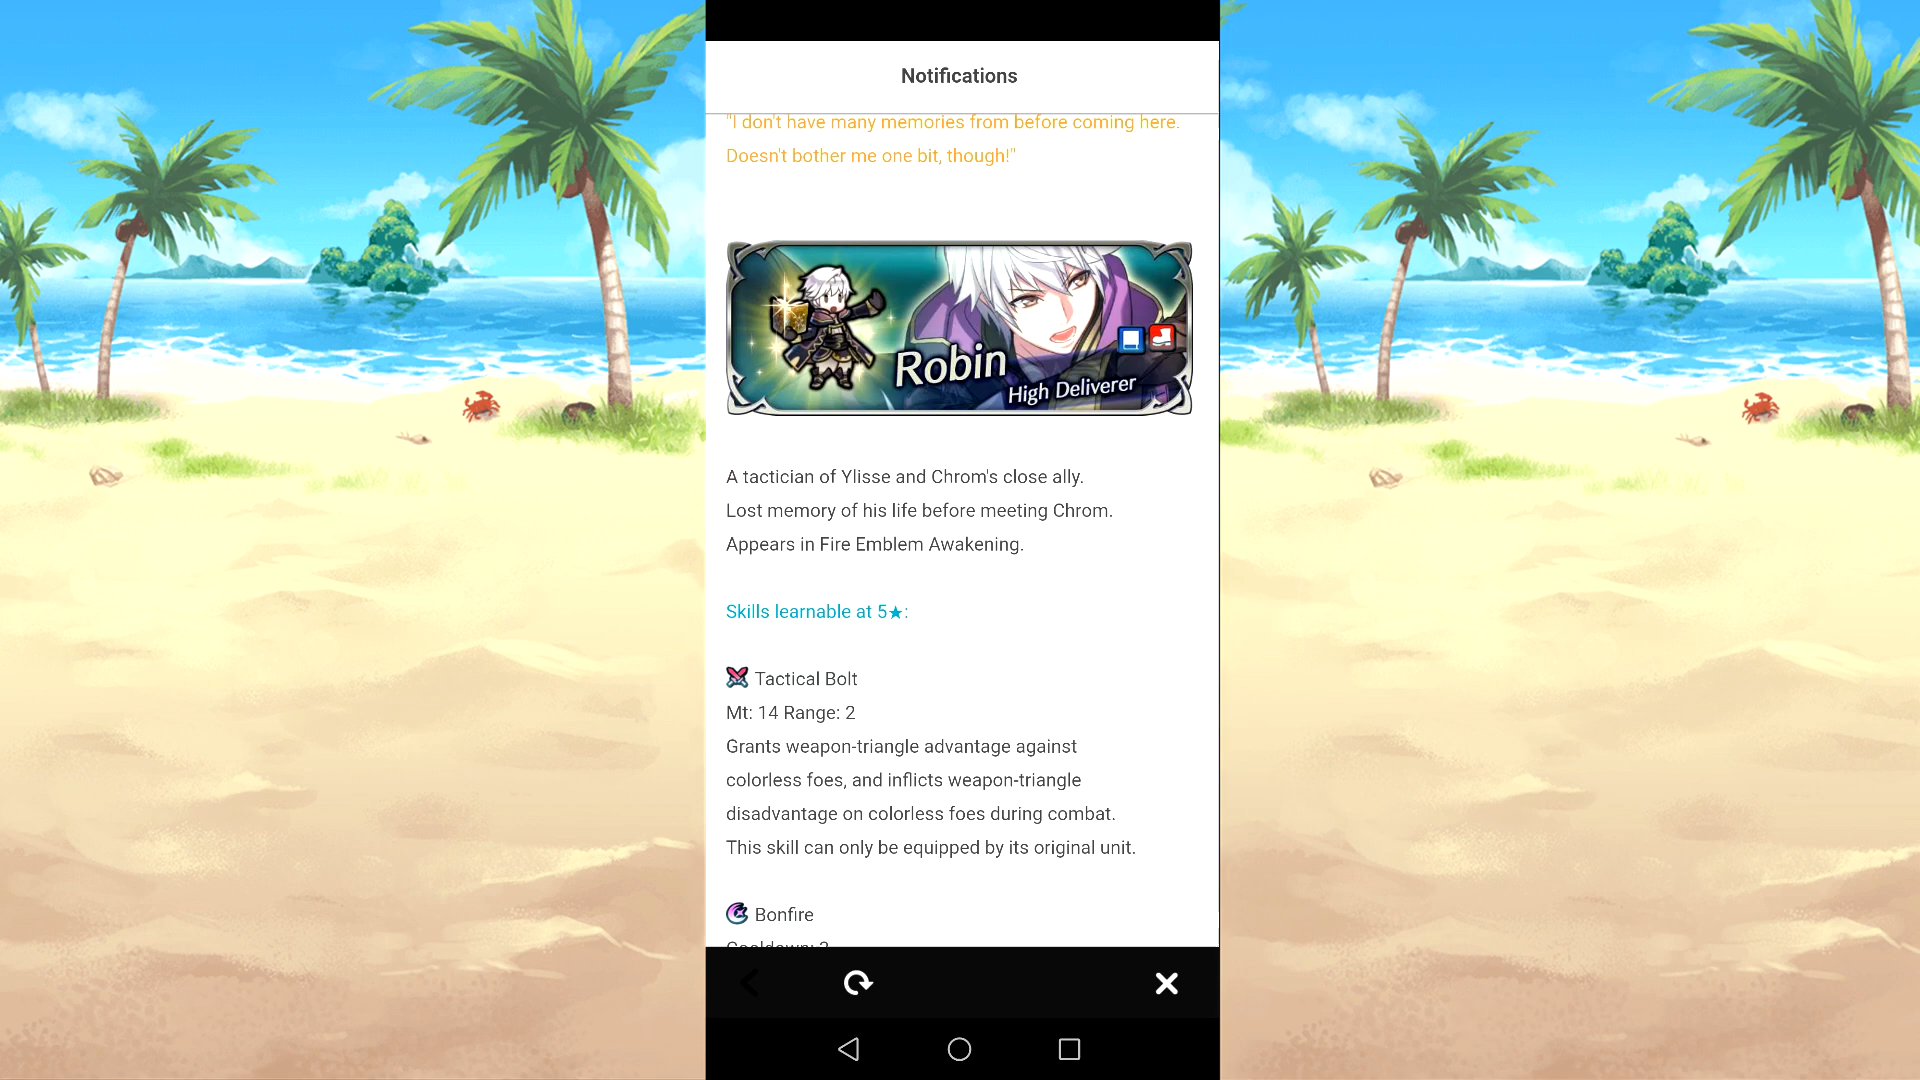 Notifications
"I don't have many memories from before coming here.
Doesn't bother me one bit, though!"
Robin
High Deliverer
A tactician of Ylisse and Chrom's close ally.
Lost memory of his life before meeting Chrom.
Appears in Fire Emblem Awakening.
Skills learnable at 5★:
Tactical Bolt
Mt: 14 Range: 2
Grants weapon-triangle advantage against
colorless foes, and inflicts weapon-triangle
disadvantage on colorless foes during combat.
This skill can only be equipped by its original unit.
Bonfire